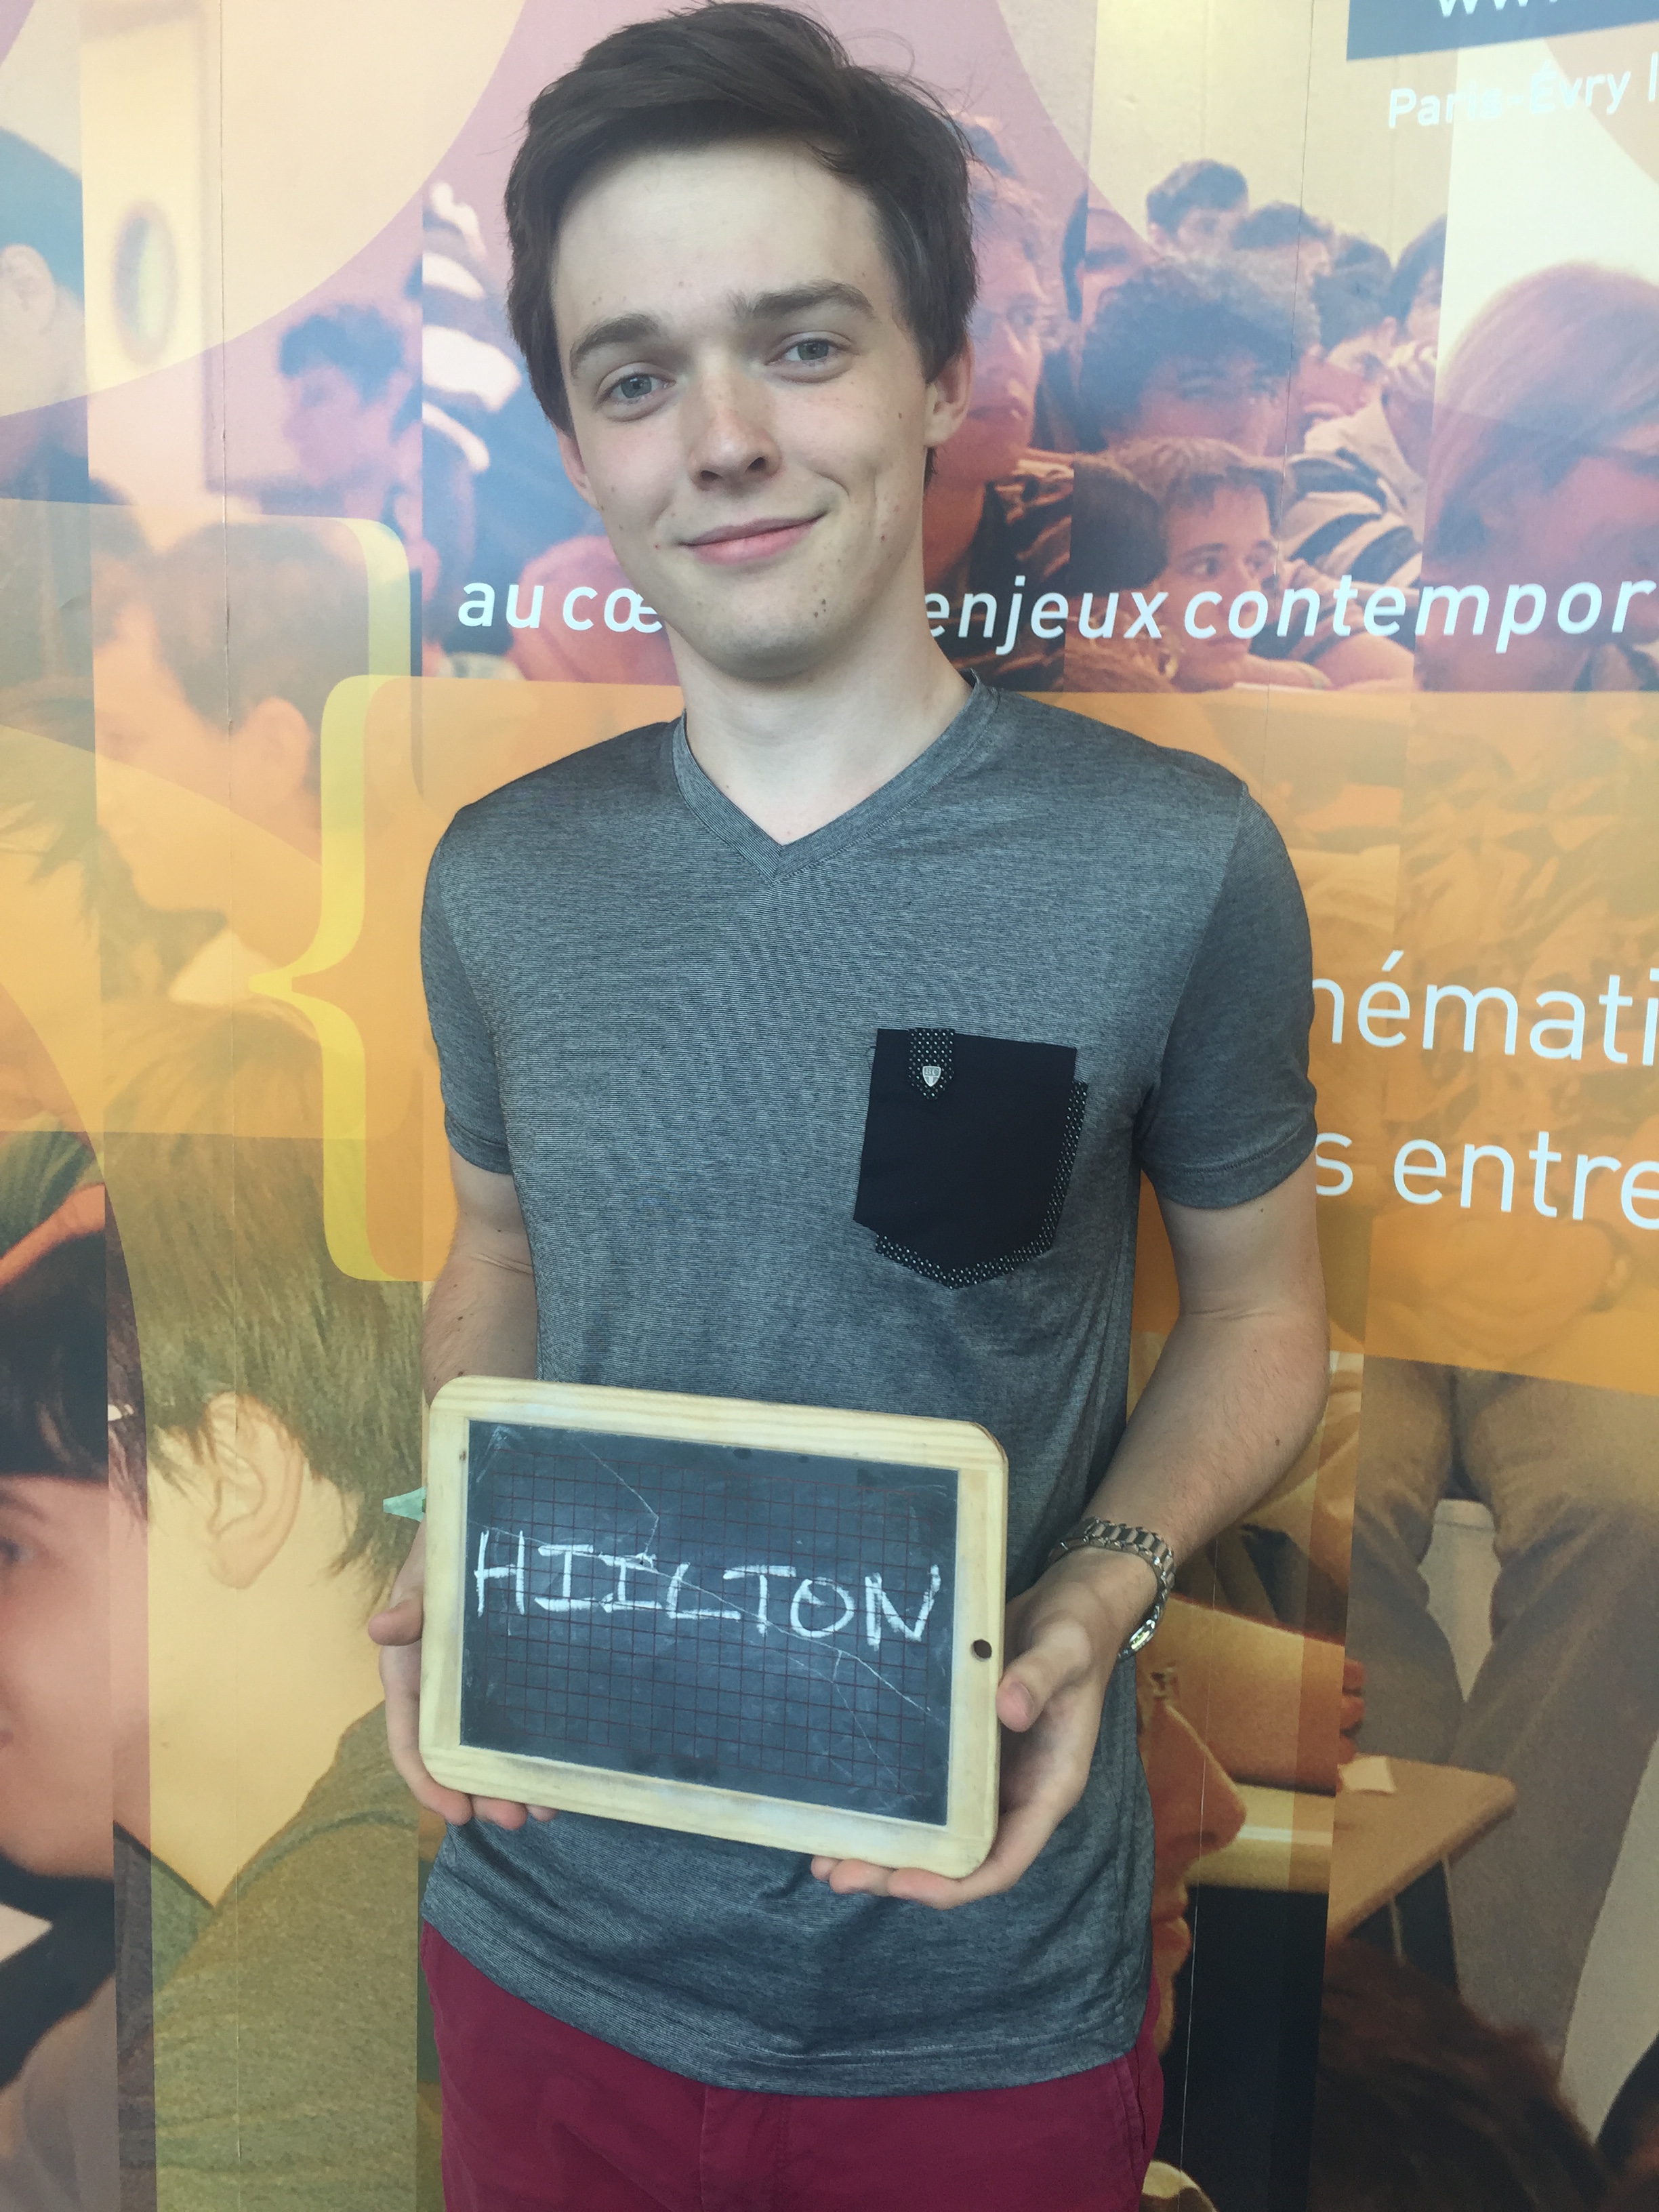 Paris-Évry
au cœ enjeux contempor
némati
s entre
HIILTON